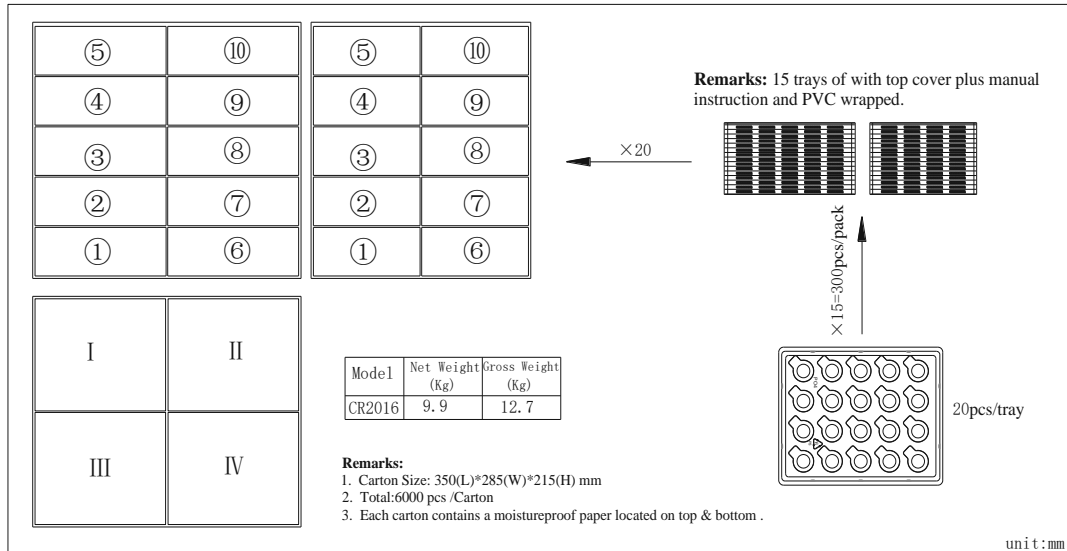 ⑤ ⑩ ⑤ ⑩
④ ⑨ ④ ⑨
③ ⑧ ③ ⑧
② ⑦ ② ⑦
① ⑥ ① ⑥
Remarks: 15 trays of with top cover plus manual
instruction and PVC wrapped.
×20
×15=300pcs/pack
20pcs/tray
I II
III IV
Model Net Weight (Kg) Gross Weight (Kg)
CR2016 9.9 12.7
Remarks:
1. Carton Size: 350(L)*285(W)*215(H) mm
2. Total:6000 pcs /Carton
3. Each carton contains a moistureproof paper located on top & bottom .
unit:mm